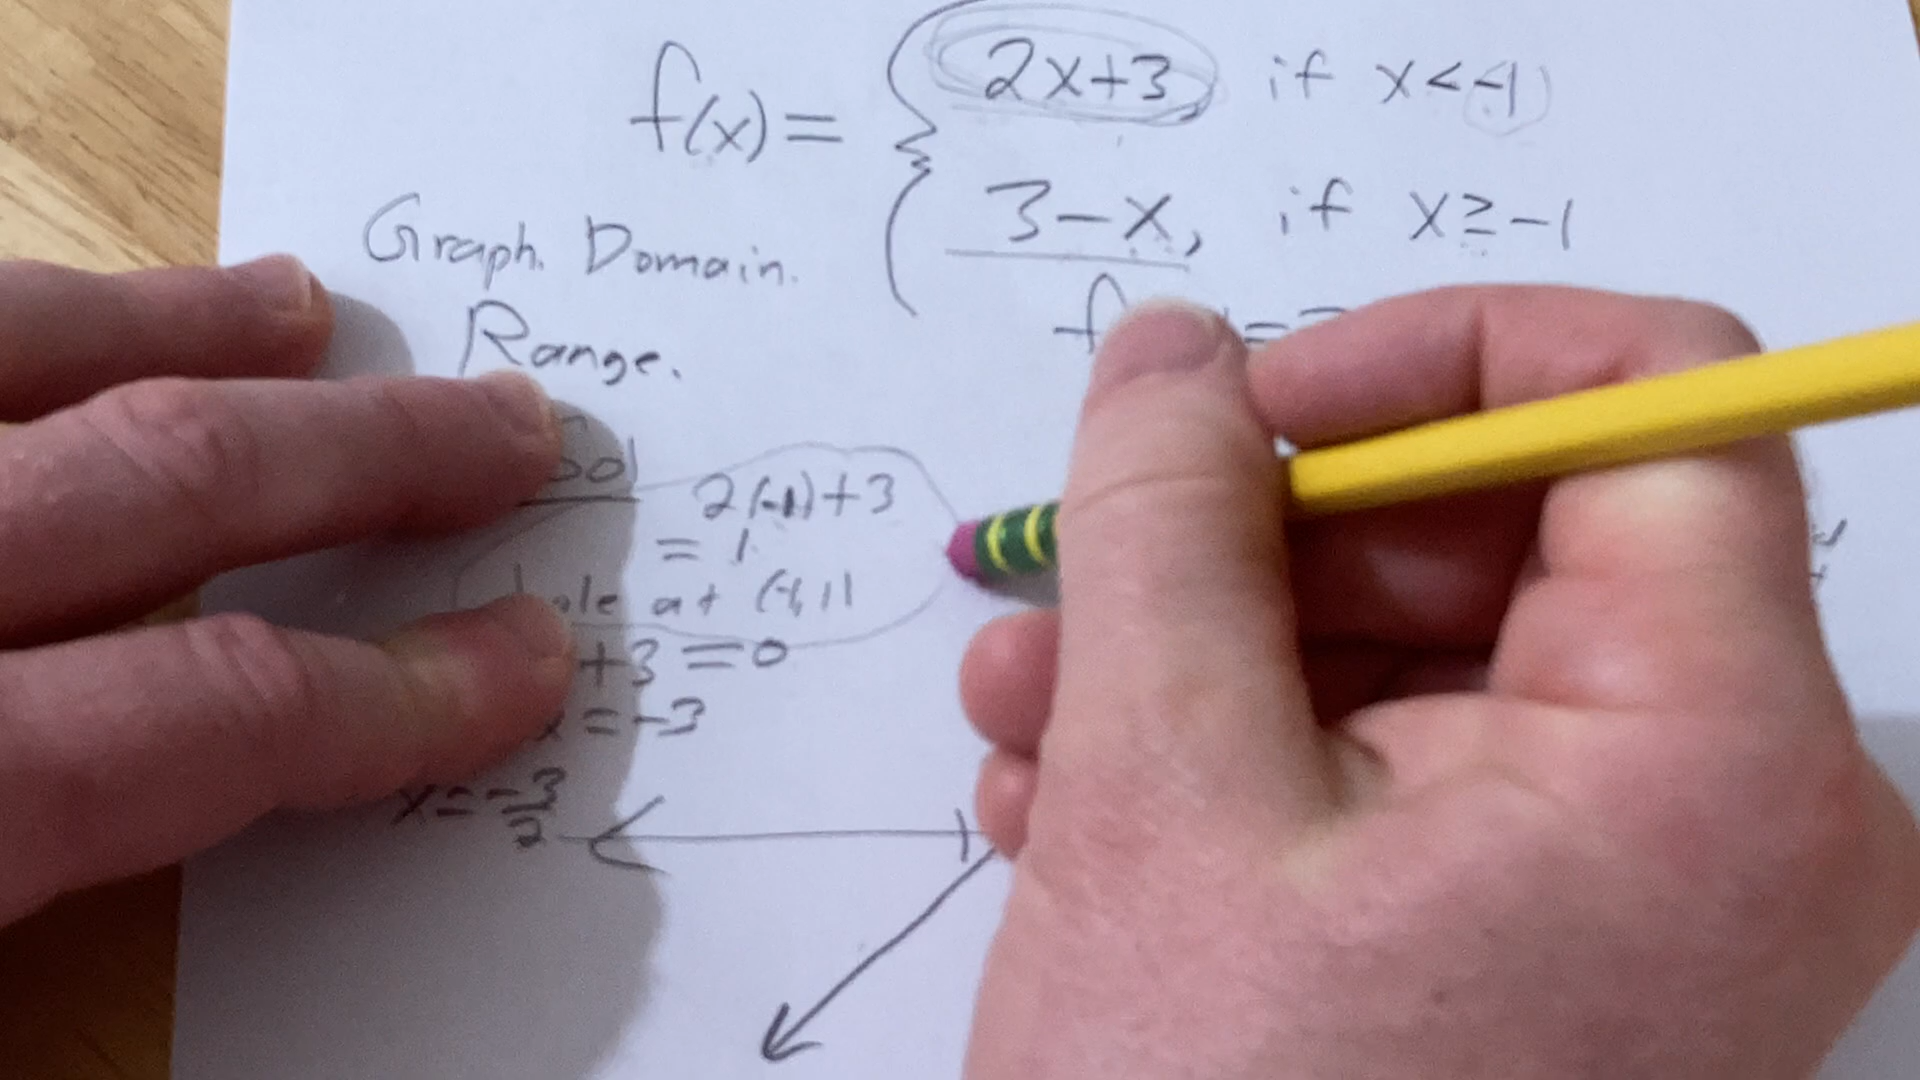 f(x) = { 2x+3, if x < -1
3-x, if x ≥ -1
Graph. Domain.
Range.
Sol
2(-1)+3
= 1
at (-1, 1)
+3 = 0
x = -3
x = -3/2